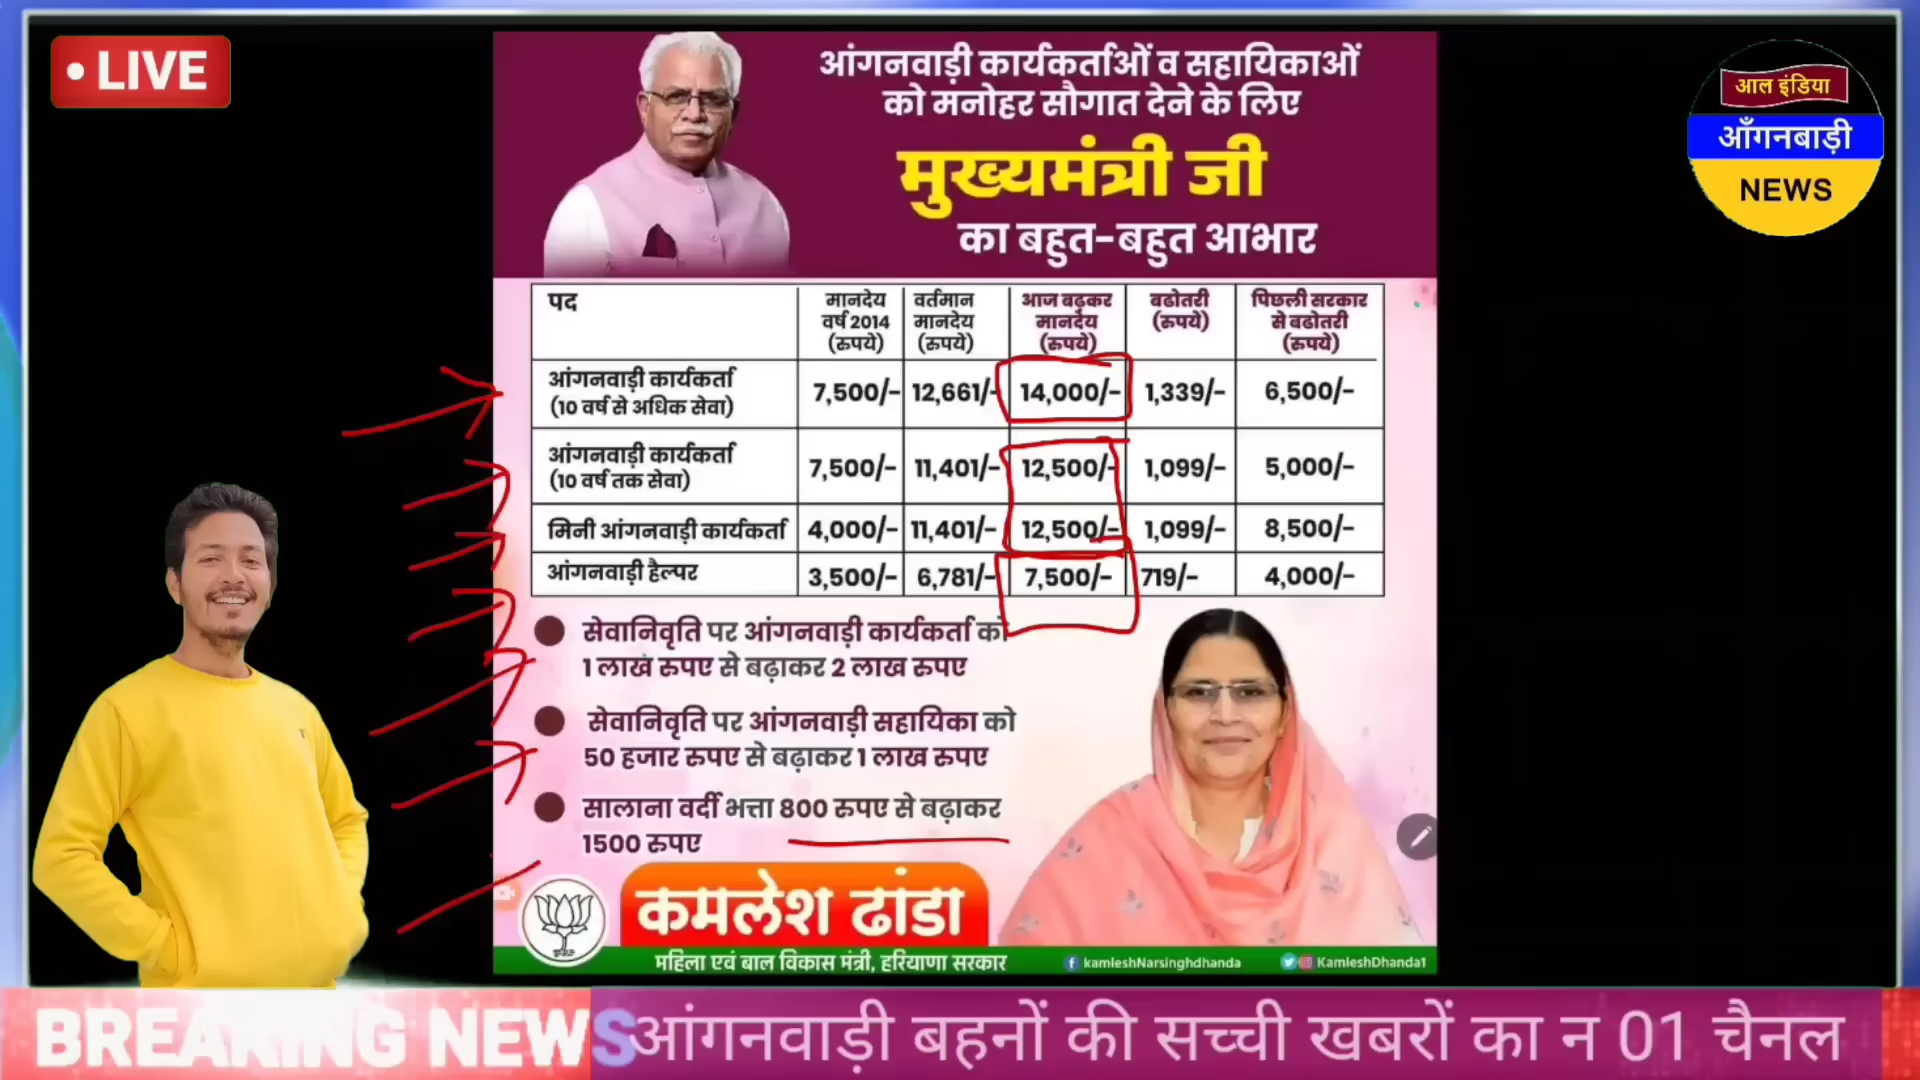 • LIVE
आंगनवाड़ी कार्यकर्ताओं व सहायिकाओं
को मनोहर सौगात देने के लिए
मुख्यमंत्री जी
का बहुत-बहुत आभार
आल इंडिया
आँगनबाड़ी
NEWS
पद मानदेय वर्ष 2014 (रुपये) वर्तमान मानदेय (रुपये) आज बढ़कर मानदेय (रुपये) बढोतरी (रुपये) पिछली सरकार से बढोतरी (रुपये)
आंगनवाड़ी कार्यकर्ता (10 वर्ष से अधिक सेवा) 7,500/- 12,661/- 14,000/- 1,339/- 6,500/-
आंगनवाड़ी कार्यकर्ता (10 वर्ष तक सेवा) 7,500/- 11,401/- 12,500/- 1,099/- 5,000/-
मिनी आंगनवाड़ी कार्यकर्ता 4,000/- 11,401/- 12,500/- 1,099/- 8,500/-
आंगनवाड़ी हैल्पर 3,500/- 6,781/- 7,500/- 719/- 4,000/-
सेवानिवृति पर आंगनवाड़ी कार्यकर्ता को
1 लाख रुपए से बढ़ाकर 2 लाख रुपए
सेवानिवृति पर आंगनवाड़ी सहायिका को
50 हजार रुपए से बढ़ाकर 1 लाख रुपए
सालाना वर्दी भत्ता 800 रुपए से बढ़ाकर
1500 रुपए
कमलेश ढांडा
महिला एवं बाल विकास मंत्री, हरियाणा सरकार
kamleshNarsinghdhanda
KamleshDhanda1
BREAKING NEWS
आंगनवाड़ी बहनों की सच्ची खबरों का न 01 चैनल